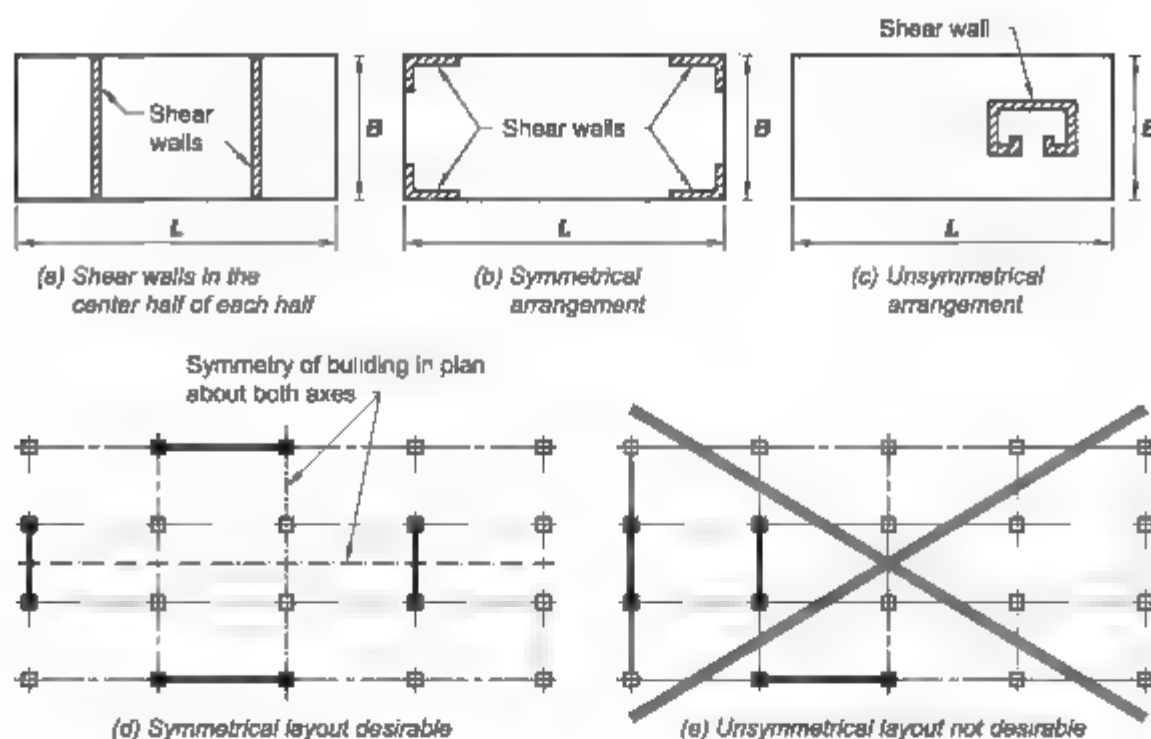 Shear wall
Shear
walls
B
Shear walls
B
B
L
L
L
(a) Shear walls in the
center half of each half
(b) Symmetrical
arrangement
(c) Unsymmetrical
arrangement
Symmetry of building in plan
about both axes
(d) Symmetrical layout desirable
(e) Unsymmetrical layout not desirable